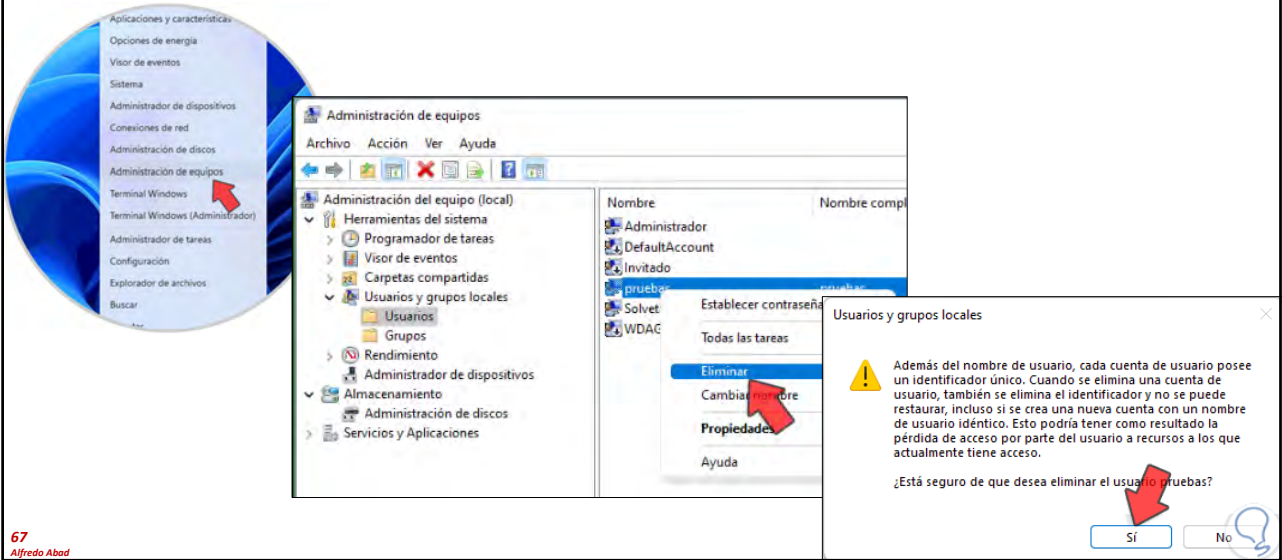 Aplicaciones y características
Opciones de energía
Visor de eventos
Sistema
Administrador de dispositivos
Conexiones de red
Administración de discos
Administración de equipos
Terminal Windows
Terminal Windows (Administrador)
Administrador de tareas
Configuración
Explorador de archivos
Buscar
Administración de equipos
Archivo Acción Ver Ayuda
Administración del equipo (local)
Herramientas del sistema
Programador de tareas
Visor de eventos
Carpetas compartidas
Usuarios y grupos locales
Usuarios
Grupos
Rendimiento
Administrador de dispositivos
Almacenamiento
Administración de discos
Servicios y Aplicaciones
Nombre Nombre compl
Administrador
DefaultAccount
Invitado
pruebas pruebas
Solvet
WDAG
Establecer contraseña
Todas las tareas
Eliminar
Cambiar nombre
Propiedades
Ayuda
Usuarios y grupos locales
Además del nombre de usuario, cada cuenta de usuario posee
un identificador único. Cuando se elimina una cuenta de
usuario, también se elimina el identificador y no se puede
restaurar, incluso si se crea una nueva cuenta con un nombre
de usuario idéntico. Esto podría tener como resultado la
pérdida de acceso por parte del usuario a recursos a los que
actualmente tiene acceso.
¿Está seguro de que desea eliminar el usuario pruebas?
Sí No
67
Alfredo Abad